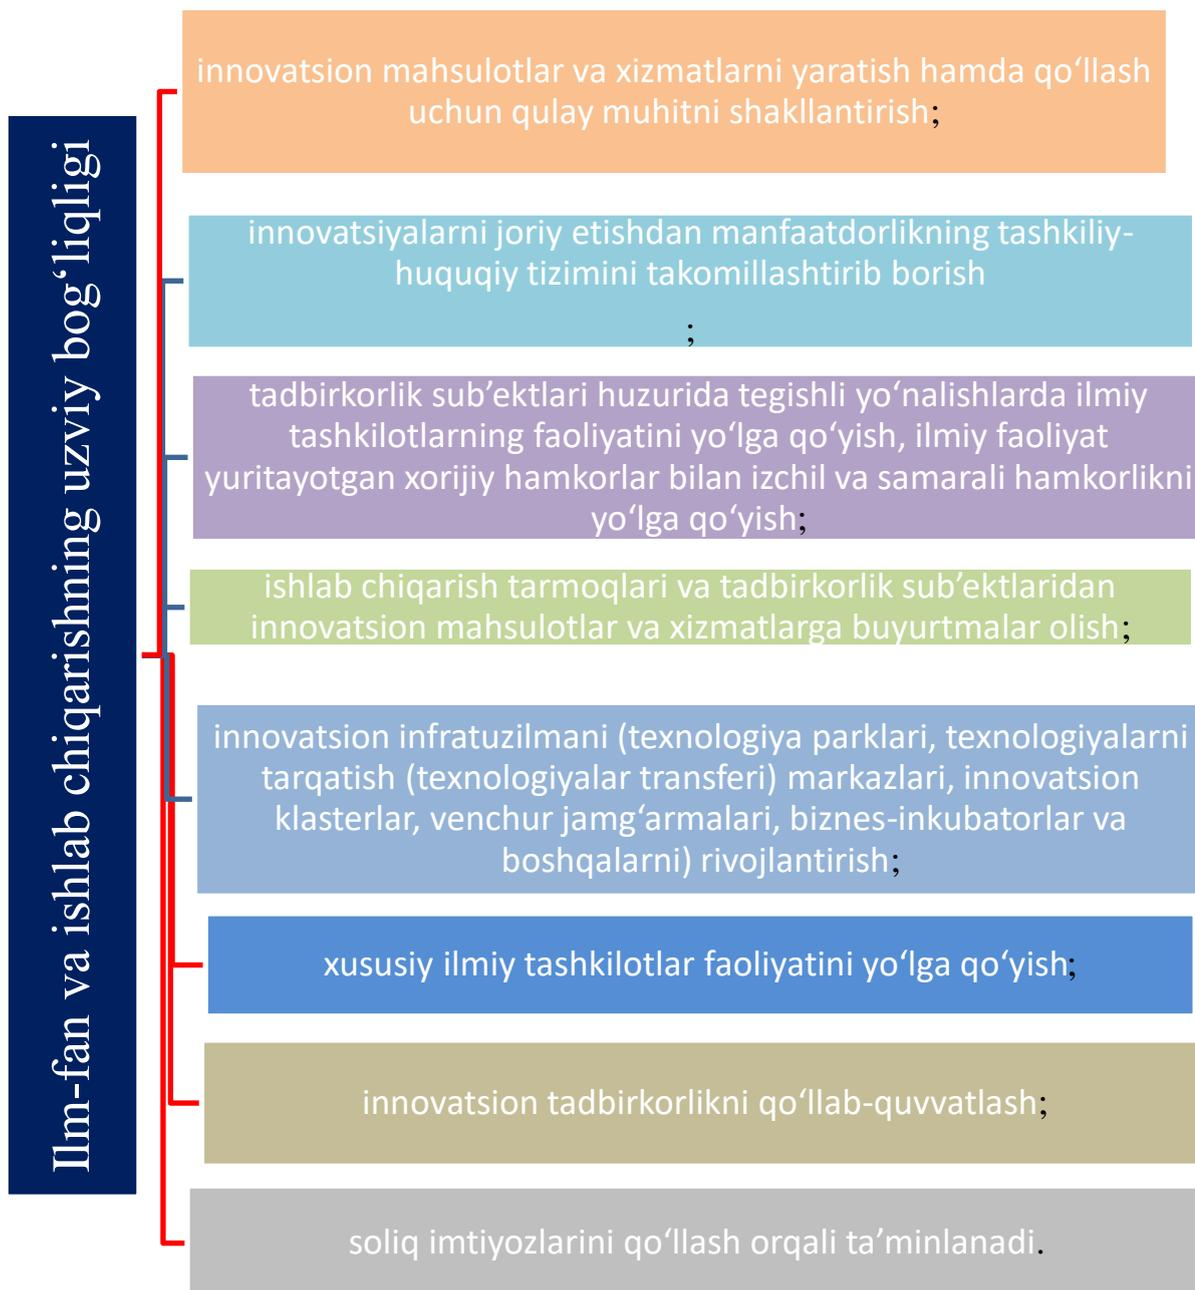 Ilm-fan va ishlab chiqarishning uzviy bog‘liqligi
innovatsion mahsulotlar va xizmatlarni yaratish hamda qo‘llash
uchun qulay muhitni shakllantirish;
innovatsiyalarni joriy etishdan manfaatdorlikning tashkiliy-
huquqiy tizimini takomillashtirib borish
;
tadbirkorlik sub’ektlari huzurida tegishli yo‘nalishlarda ilmiy
tashkilotlarning faoliyatini yo‘lga qo‘yish, ilmiy faoliyat
yuritayotgan xorijiy hamkorlar bilan izchil va samarali hamkorlikni
yo‘lga qo‘yish;
ishlab chiqarish tarmoqlari va tadbirkorlik sub’ektlaridan
innovatsion mahsulotlar va xizmatlarga buyurtmalar olish;
innovatsion infratuzilmani (texnologiya parklari, texnologiyalarni
tarqatish (texnologiyalar transferi) markazlari, innovatsion
klasterlar, venchur jamg‘armalari, biznes-inkubatorlar va
boshqalarni) rivojlantirish;
xususiy ilmiy tashkilotlar faoliyatini yo‘lga qo‘yish;
innovatsion tadbirkorlikni qo‘llab-quvvatlash;
soliq imtiyozlarini qo‘llash orqali ta’minlanadi.